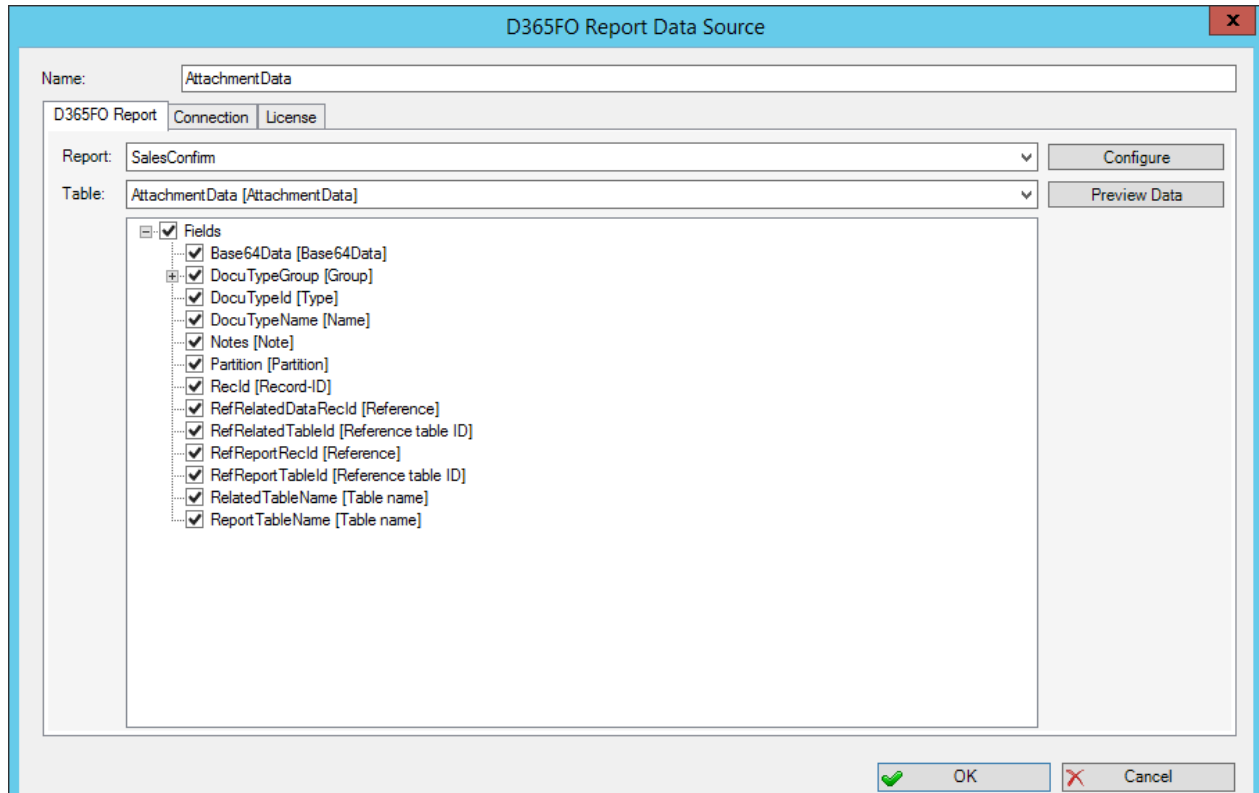 D365FO Report Data Source
x
Name: AttachmentData
D365FO Report Connection License
Report: SalesConfirm Configure
Table: AttachmentData [AttachmentData] Preview Data
Fields
Base64Data [Base64Data]
DocuTypeGroup [Group]
DocuTypeId [Type]
DocuTypeName [Name]
Notes [Note]
Partition [Partition]
RecId [Record-ID]
RefRelatedDataRecId [Reference]
RefRelatedTableId [Reference table ID]
RefReportRecId [Reference]
RefReportTableId [Reference table ID]
RelatedTableName [Table name]
ReportTableName [Table name]
OK Cancel